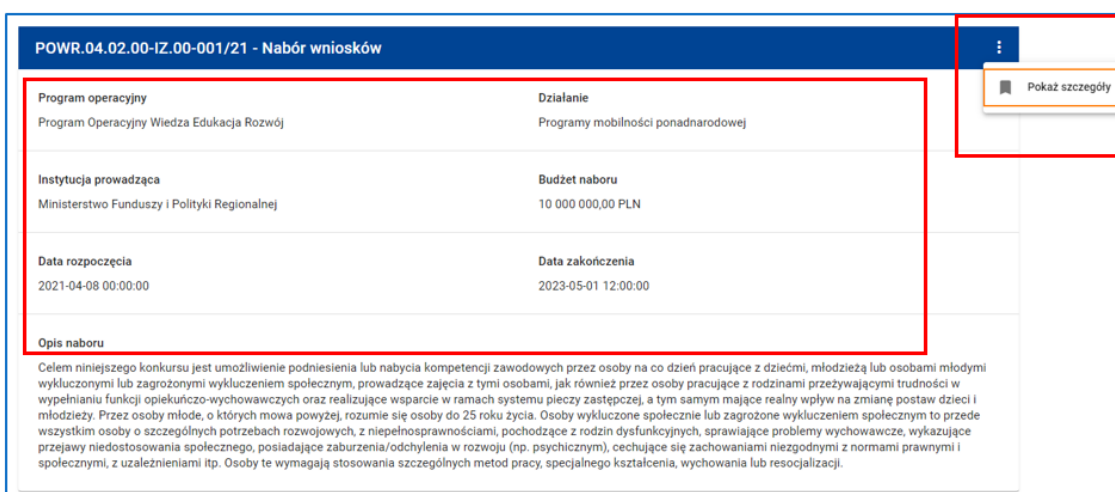 POWR.04.02.00-IZ.00-001/21 - Nabór wniosków
Pokaż szczegóły
Program operacyjny
Działanie
Program Operacyjny Wiedza Edukacja Rozwój
Programy mobilności ponadnarodowej
Instytucja prowadząca
Budżet naboru
Ministerstwo Funduszy i Polityki Regionalnej
10 000 000,00 PLN
Data rozpoczęcia
Data zakończenia
2021-04-08 00:00:00
2023-05-01 12:00:00
Opis naboru
Celem niniejszego konkursu jest umożliwienie podniesienia lub nabycia kompetencji zawodowych przez osoby na co dzień pracujące z dziećmi, młodzieżą lub osobami młodymi
wykluczonymi lub zagrożonymi wykluczeniem społecznym, prowadzące zajęcia z tymi osobami, jak również przez osoby pracujące z rodzinami przeżywającymi trudności w
wypełnianiu funkcji opiekuńczo-wychowawczych oraz realizujące wsparcie w ramach systemu pieczy zastępczej, a tym samym mające realny wpływ na zmianę postaw dzieci i
młodzieży. Przez osoby młode, o których mowa powyżej, rozumie się osoby do 25 roku życia. Osoby wykluczone społecznie lub zagrożone wykluczeniem społecznym to przede
wszystkim osoby o szczególnych potrzebach rozwojowych, z niepełnosprawnościami, pochodzące z rodzin dysfunkcyjnych, sprawiające problemy wychowawcze, wykazujące
przejawy niedostosowania społecznego, posiadające zaburzenia/odchylenia w rozwoju (np. psychicznym), cechujące się zachowaniami niezgodnymi z normami prawnymi i
społecznymi, z uzależnieniami itp. Osoby te wymagają stosowania szczególnych metod pracy, specjalnego kształcenia, wychowania lub resocjalizacji.